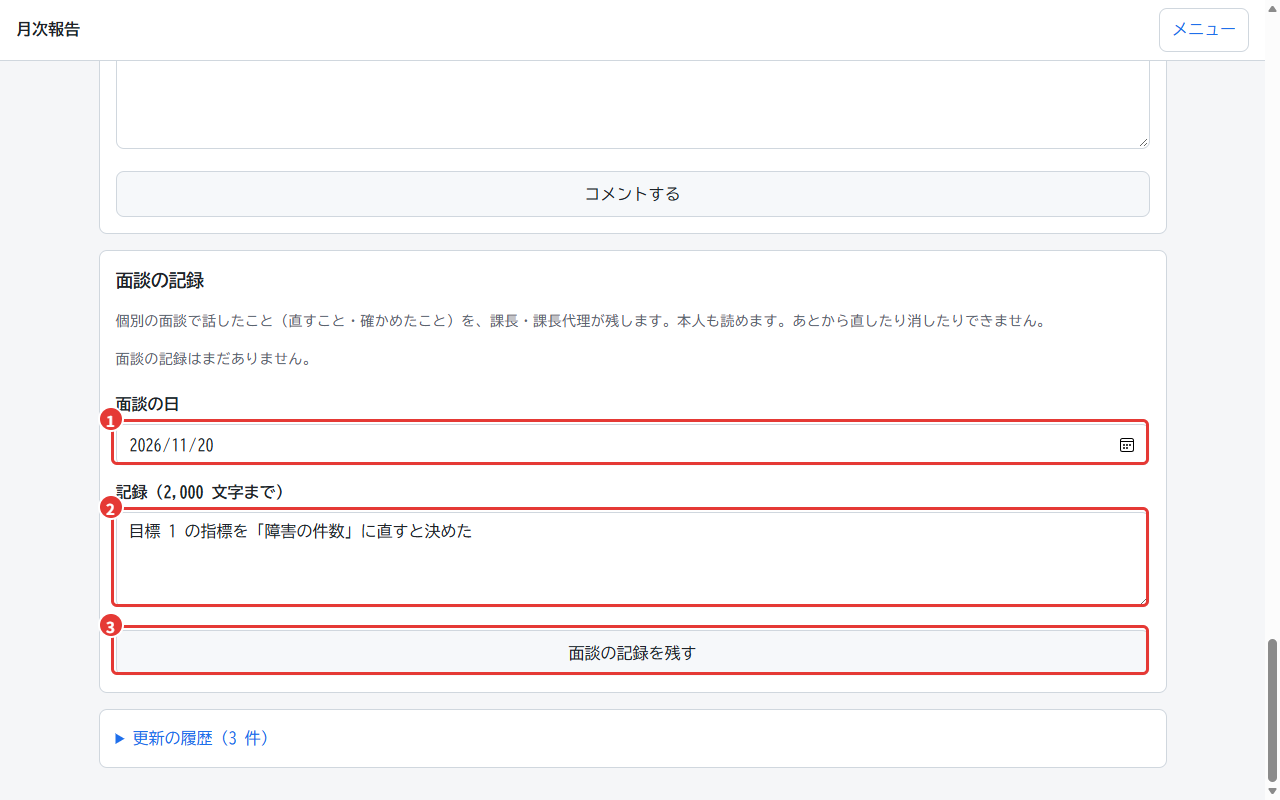 月次報告
メニュー
コメントする
面談の記録
個別の面談で話したこと（直すこと・確かめたこと）を、課長・課長代理が残します。本人も読めます。あとから直したり消したりできません。
面談の記録はまだありません。
面談の日
1
2026/11/20
記録（2,000 文字まで）
2
目標 1 の指標を「障害の件数」に直すと決めた
3
面談の記録を残す
▶ 更新の履歴（3 件）